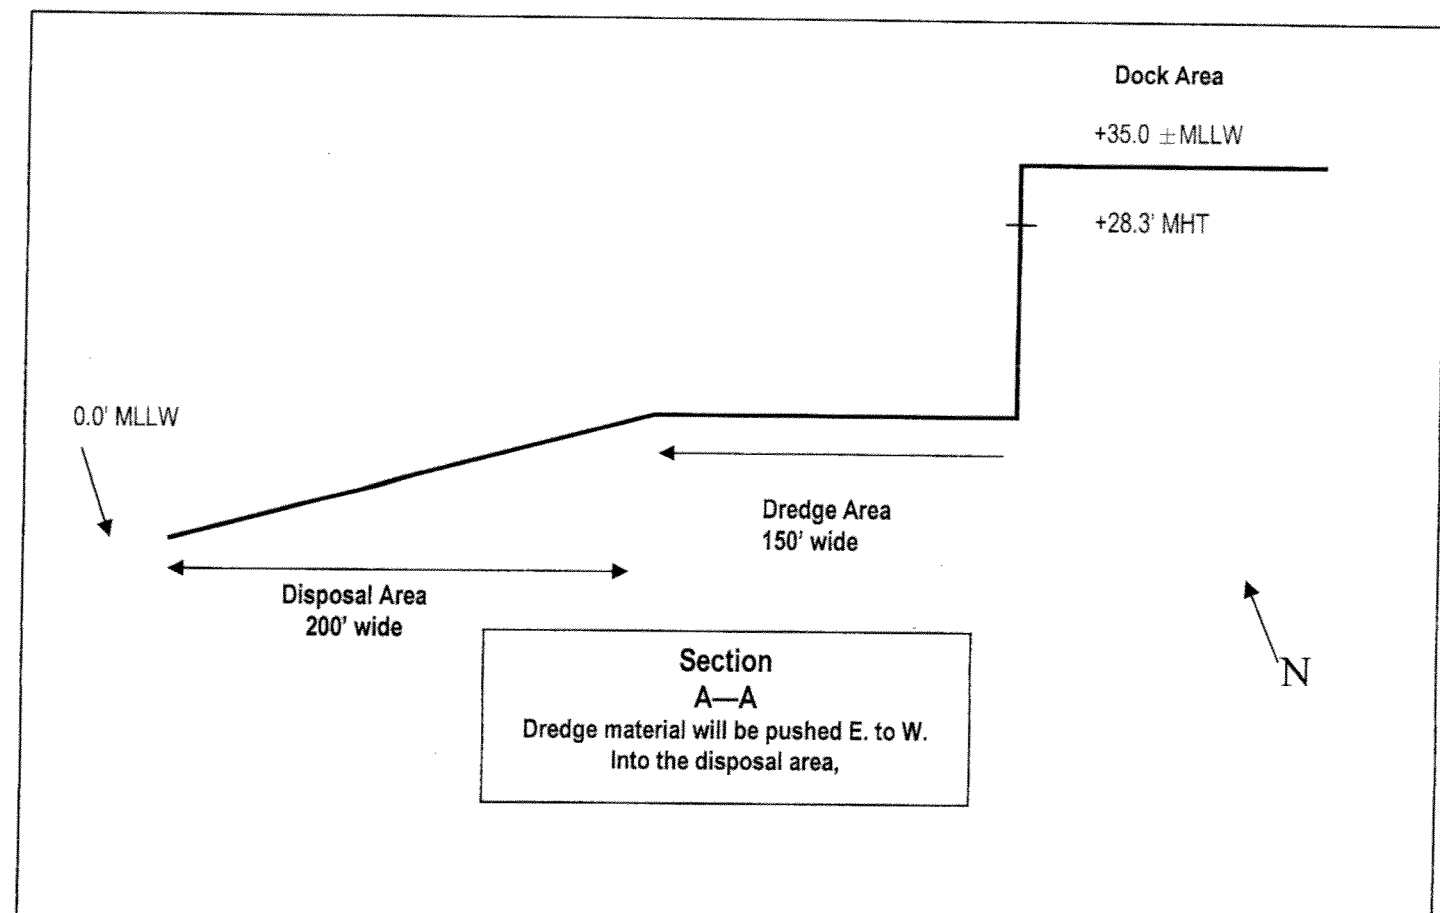 Dock Area
+35.0 ±MLLW
+28.3' MHT
0.0' MLLW
Dredge Area
150' wide
Disposal Area
200' wide
Section
A—A
Dredge material will be pushed E. to W.
Into the disposal area,
N